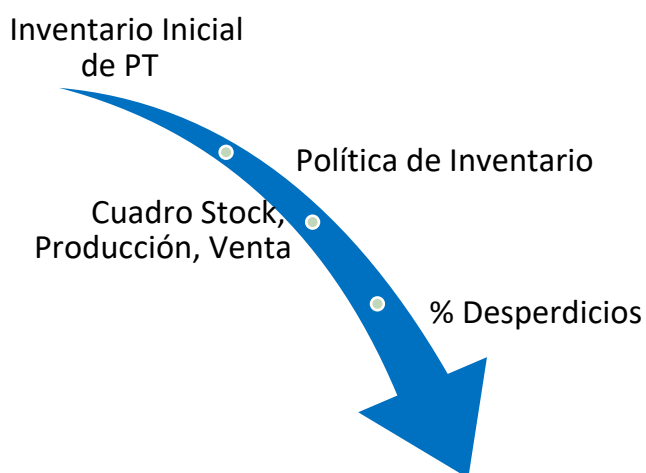 Inventario Inicial
de PT
Política de Inventario
Cuadro Stock,
Producción, Venta
% Desperdicios